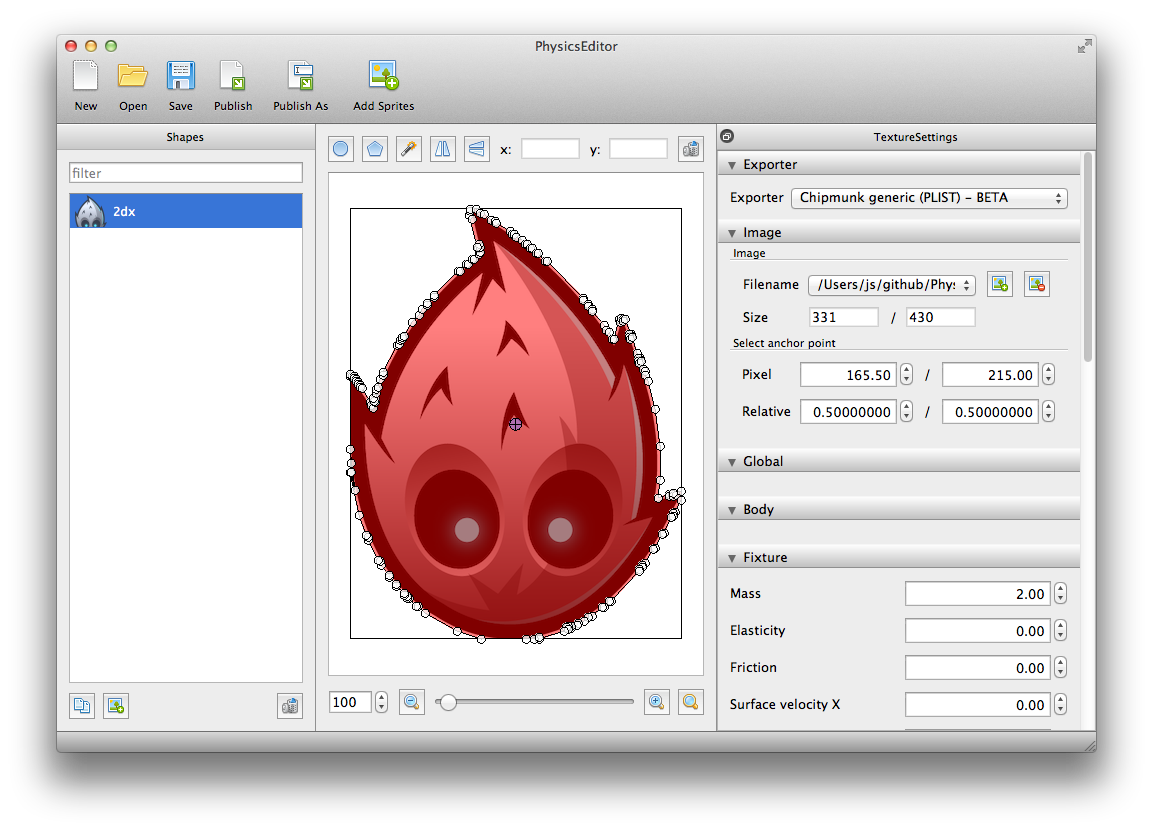 PhysicsEditor
New Open Save Publish Publish As Add Sprites
Shapes
filter
2dx
x: y:
100
TextureSettings
Exporter
Exporter Chipmunk generic (PLIST) – BETA
Image
Image
Filename /Users/js/github/Phys
Size 331 / 430
Select anchor point
Pixel 165.50 / 215.00
Relative 0.50000000 / 0.50000000
Global
Body
Fixture
Mass 2.00
Elasticity 0.00
Friction 0.00
Surface velocity X 0.00